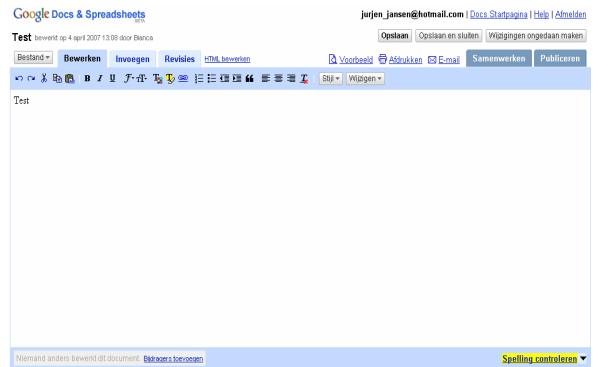 Google Docs & Spreadsheets
BETA
jurjen_jansen@hotmail.com | Docs Startpagina | Help | Afmelden
Test bewerkt op 4 april 2007 13:08 door Bianca
Opslaan Opslaan en sluiten Wijzigingen ongedaan maken
Bestand Bewerken Invoegen Revisies HTML bewerken Voorbeeld Afdrukken E-mail Samenwerken Publiceren
B I U F T T Stijl Wijzigen
Test
Niemand anders bewerkt dit document. Bijdragers toevoegen
Spelling controleren